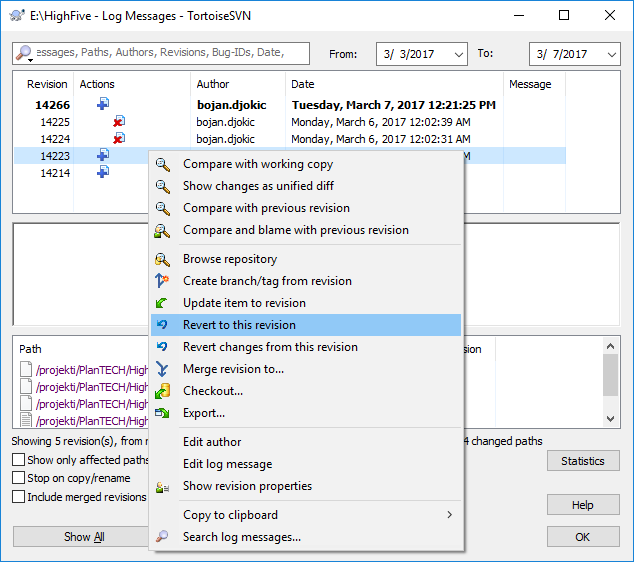 E:\HighFive - Log Messages - TortoiseSVN
essages, Paths, Authors, Revisions, Bug-IDs, Date,
From: 3/ 3/2017 To: 3/ 7/2017
Revision Actions Author Date Message
14266 bojan.djokic Tuesday, March 7, 2017 12:21:25 PM
14225 bojan.djokic Monday, March 6, 2017 12:02:39 AM
14224 bojan.djokic Monday, March 6, 2017 12:02:31 AM
14223
14214
Compare with working copy
Show changes as unified diff
Compare with previous revision
Compare and blame with previous revision
Browse repository
Create branch/tag from revision
Update item to revision
Revert to this revision
Revert changes from this revision
Merge revision to...
Checkout...
Export...
Edit author
Edit log message
Show revision properties
Copy to clipboard
Search log messages...
Path
/projekti/PlanTECH/High
/projekti/PlanTECH/High
/projekti/PlanTECH/High
/projekti/PlanTECH/High
Showing 5 revision(s), from 4 changed paths
Show only affected paths
Stop on copy/rename
Include merged revisions
Statistics
Help
Show All
OK